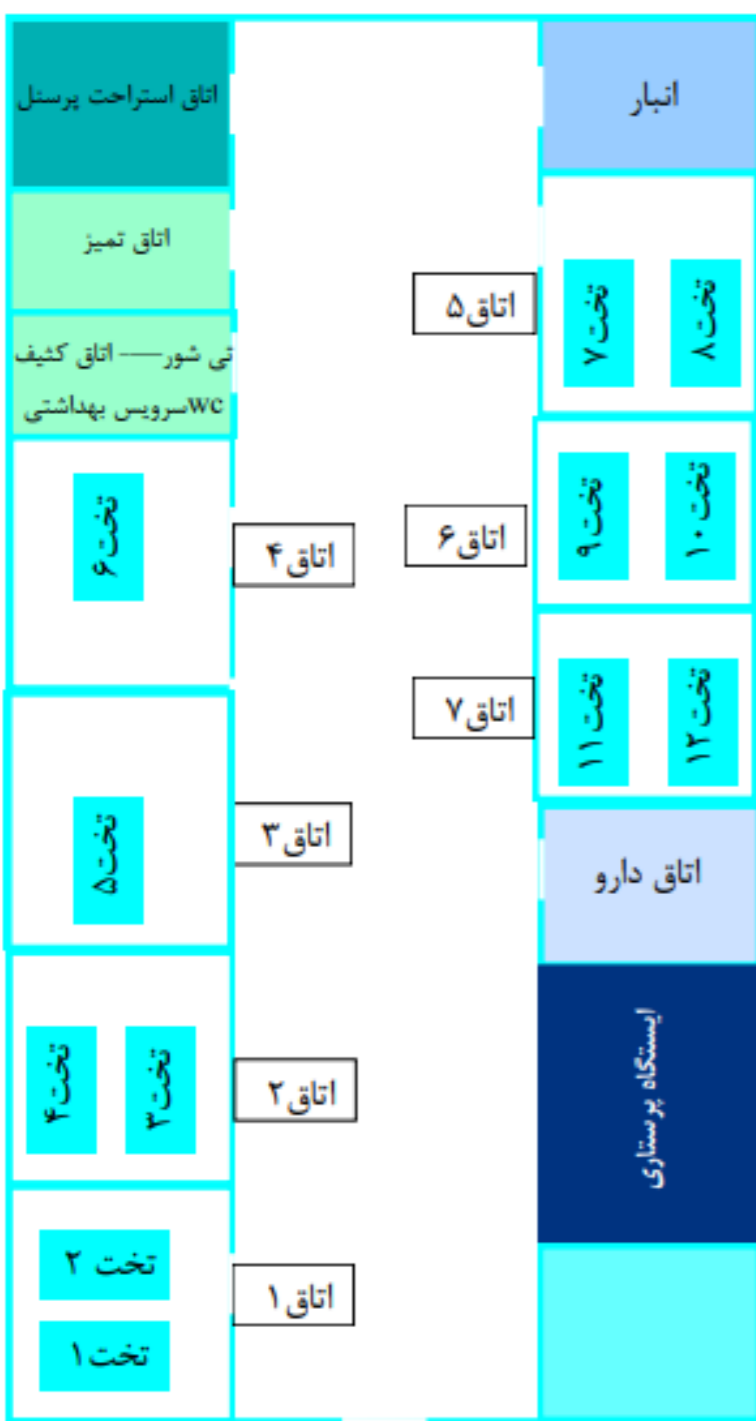 انبار
اتاق استراحت پرسنل
اتاق تمیز
تی شور---- اتاق کثیف
wcسرویس بهداشتی
اتاق۵
تخت۷
تخت۸
تخت۶
اتاق۴
اتاق۶
تخت۹
تخت۱۰
اتاق۷
تخت۱۱
تخت۱۲
تخت۵
اتاق۳
اتاق دارو
تخت۴
تخت۳
اتاق۲
ایستگاه پرستاری
تخت ۲
تخت۱
اتاق۱